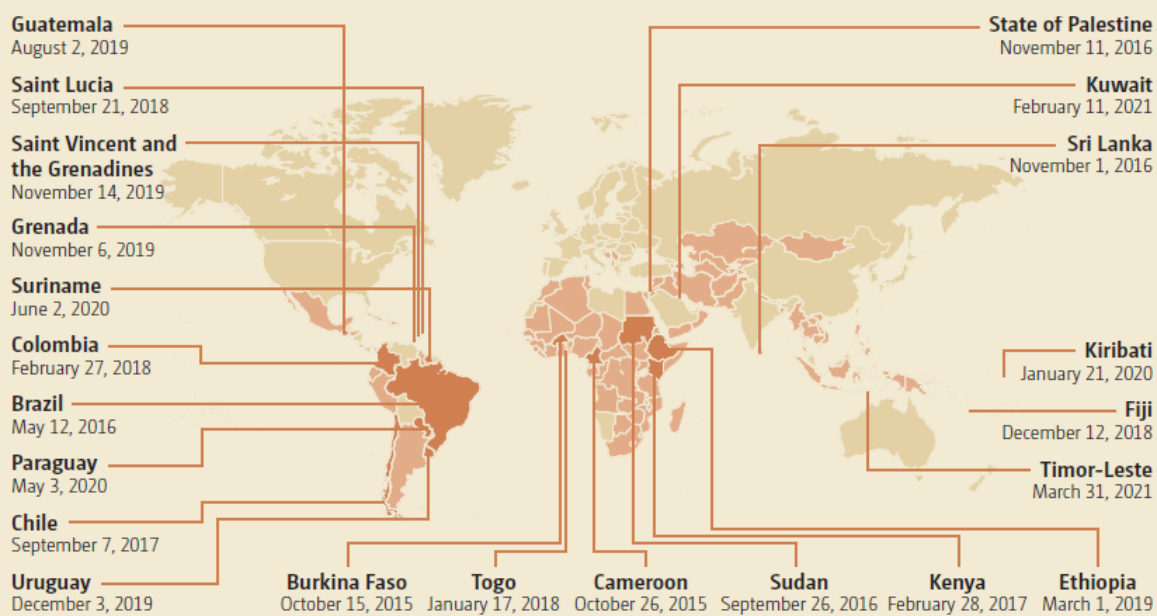 Guatemala
August 2, 2019
Saint Lucia
September 21, 2018
Saint Vincent and
the Grenadines
November 14, 2019
Grenada
November 6, 2019
Suriname
June 2, 2020
Colombia
February 27, 2018
Brazil
May 12, 2016
Paraguay
May 3, 2020
Chile
September 7, 2017
Uruguay
December 3, 2019
Burkina Faso
October 15, 2015
Togo
January 17, 2018
Cameroon
October 26, 2015
Sudan
September 26, 2016
Kenya
February 28, 2017
Ethiopia
March 1, 2019
State of Palestine
November 11, 2016
Kuwait
February 11, 2021
Sri Lanka
November 1, 2016
Kiribati
January 21, 2020
Fiji
December 12, 2018
Timor-Leste
March 31, 2021